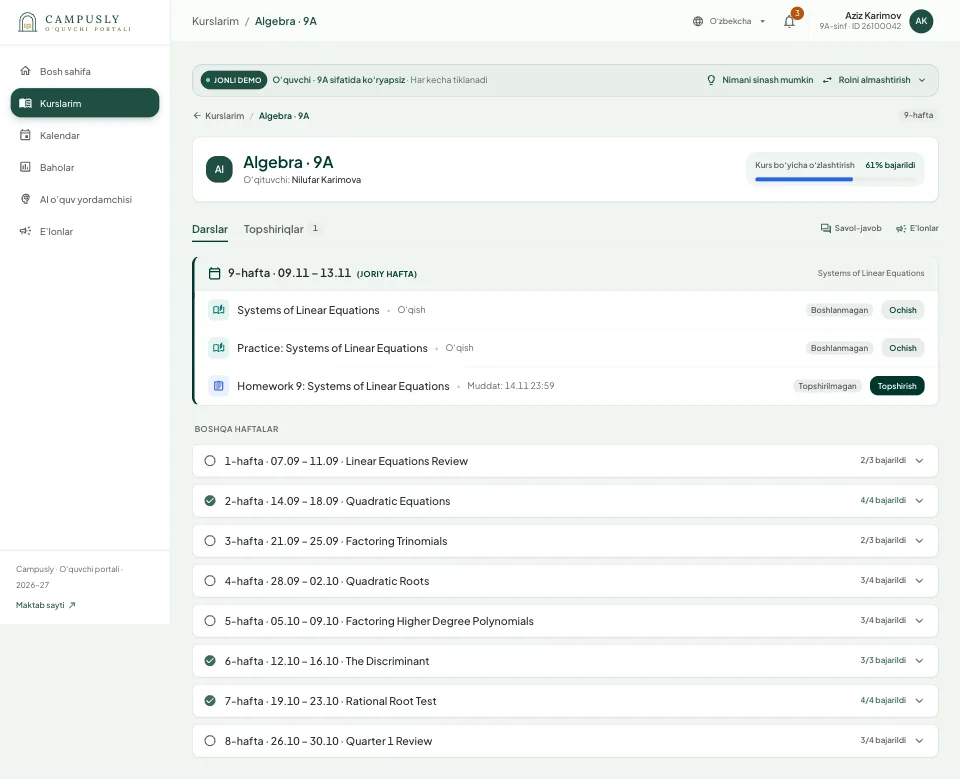 CAMPUSLY
O'QUVCHI PORTALI
Bosh sahifa
Kurslarim
Kalendar
Baholar
AI o'quv yordamchisi
E'lonlar
Campusly · O'quvchi portali ·
2026–27
Maktab sayti
Kurslarim / Algebra · 9A
O'zbekcha
3
Aziz Karimov
9A-sinf · ID 26100042
AK
JONLI DEMO
O'quvchi · 9A sifatida ko'ryapsiz · Har kecha tiklanadi
Nimani sinash mumkin
Rolni almashtirish
Kurslarim / Algebra · 9A
9-hafta
Al
Algebra · 9A
O'qituvchi: Nilufar Karimova
Kurs bo'yicha o'zlashtirish 61% bajarildi
Darslar
Topshiriqlar 1
Savol-javob
E'lonlar
9-hafta · 09.11 – 13.11 (JORIY HAFTA)
Systems of Linear Equations
Systems of Linear Equations • O'qish
Boshlanmagan
Ochish
Practice: Systems of Linear Equations • O'qish
Boshlanmagan
Ochish
Homework 9: Systems of Linear Equations • Muddat: 14.11 23:59
Topshirilmagan
Topshirish
BOSHQA HAFTALAR
1-hafta · 07.09 – 11.09 · Linear Equations Review
2/3 bajarildi
2-hafta · 14.09 – 18.09 · Quadratic Equations
4/4 bajarildi
3-hafta · 21.09 – 25.09 · Factoring Trinomials
2/3 bajarildi
4-hafta · 28.09 – 02.10 · Quadratic Roots
3/4 bajarildi
5-hafta · 05.10 – 09.10 · Factoring Higher Degree Polynomials
3/4 bajarildi
6-hafta · 12.10 – 16.10 · The Discriminant
3/3 bajarildi
7-hafta · 19.10 – 23.10 · Rational Root Test
4/4 bajarildi
8-hafta · 26.10 – 30.10 · Quarter 1 Review
3/4 bajarildi